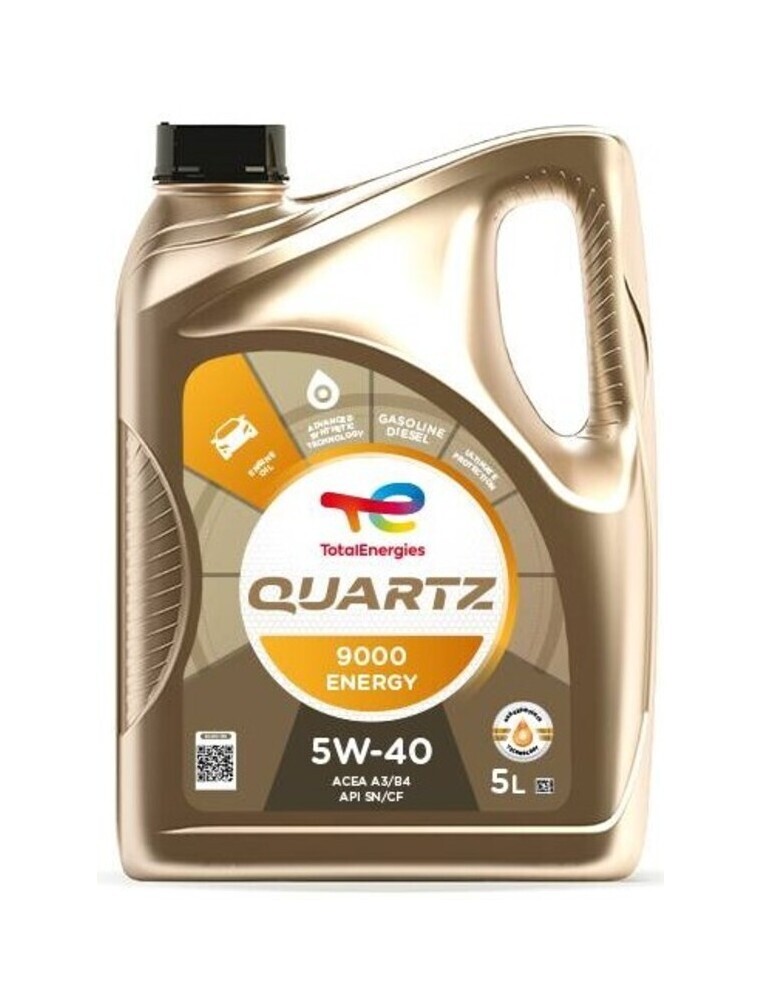 ENGINE
OIL
ADVANCED
SYNTHETIC
TECHNOLOGY
GASOLINE
DIESEL
ULTIMATE
PROTECTION
TotalEnergies
QUARTZ
9000
ENERGY
5W-40
ACEA A3/B4
API SN/CF
TECHNOLOGY
5L